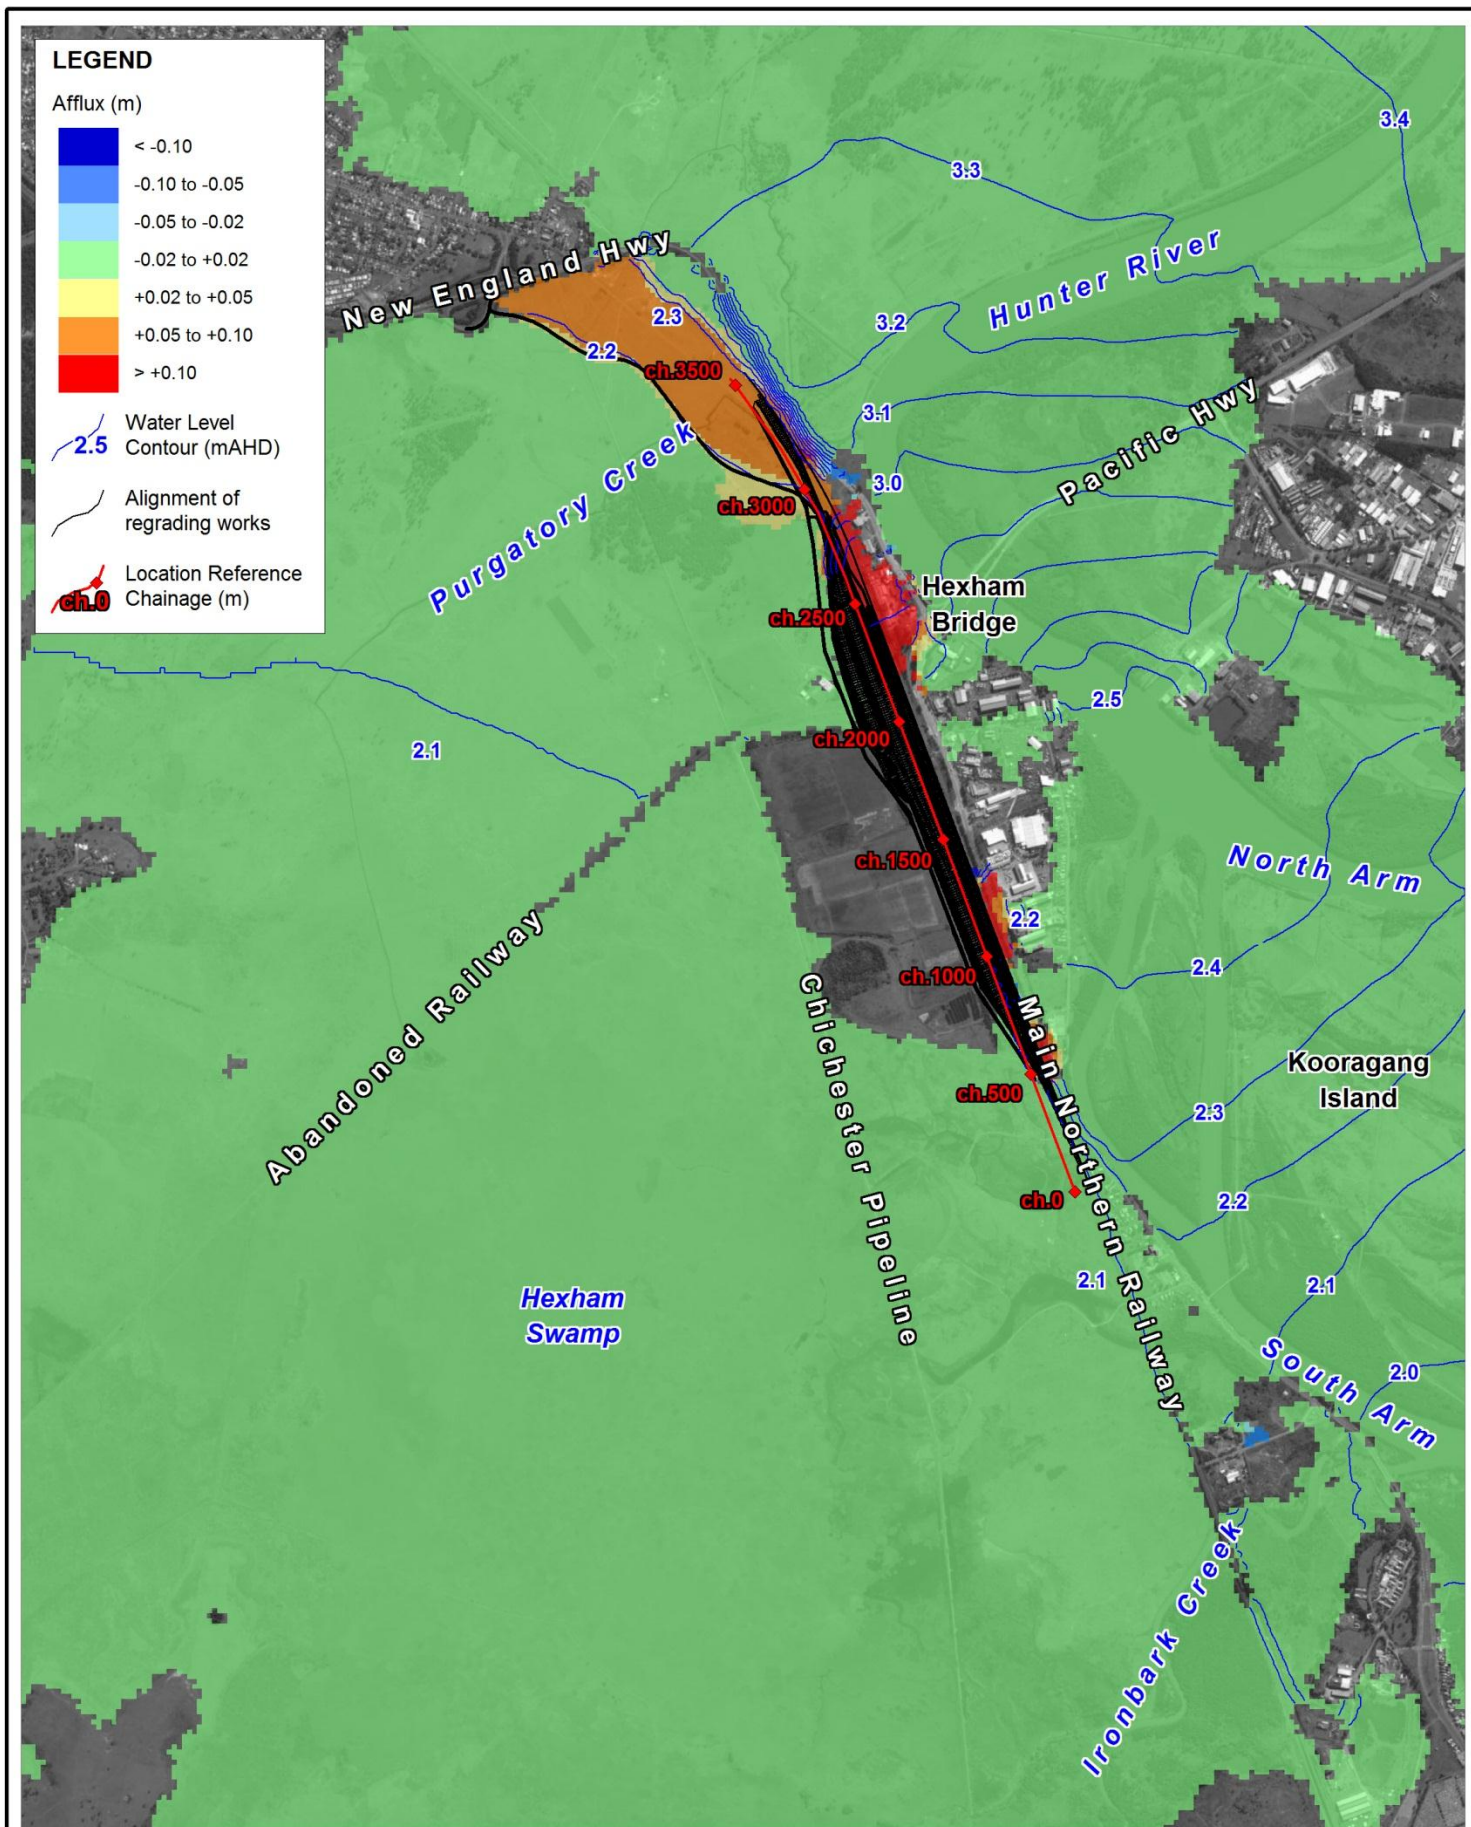 LEGEND
Afflux (m)
< -0.10
-0.10 to -0.05
-0.05 to -0.02
-0.02 to +0.02
+0.02 to +0.05
+0.05 to +0.10
> +0.10
2.5
Water Level
Contour (mAHD)
Alignment of
regrading works
ch.0
Location Reference
Chainage (m)
3.4
3.3
New England Hwy
Hunter River
2.3
3.2
2.2
ch.3500
3.1
Pacific Hwy
Purgatory Creek
3.0
ch.3000
Hexham
Bridge
ch.2500
2.5
ch.2000
2.1
ch.1500
North Arm
2.2
2.4
ch.1000
Abandoned Railway
Chichester Pipeline
Main Northern Railway
Kooragang
Island
ch.500
2.3
ch.0
2.2
2.1
2.1
Hexham
Swamp
South Arm
2.0
Ironbark Creek